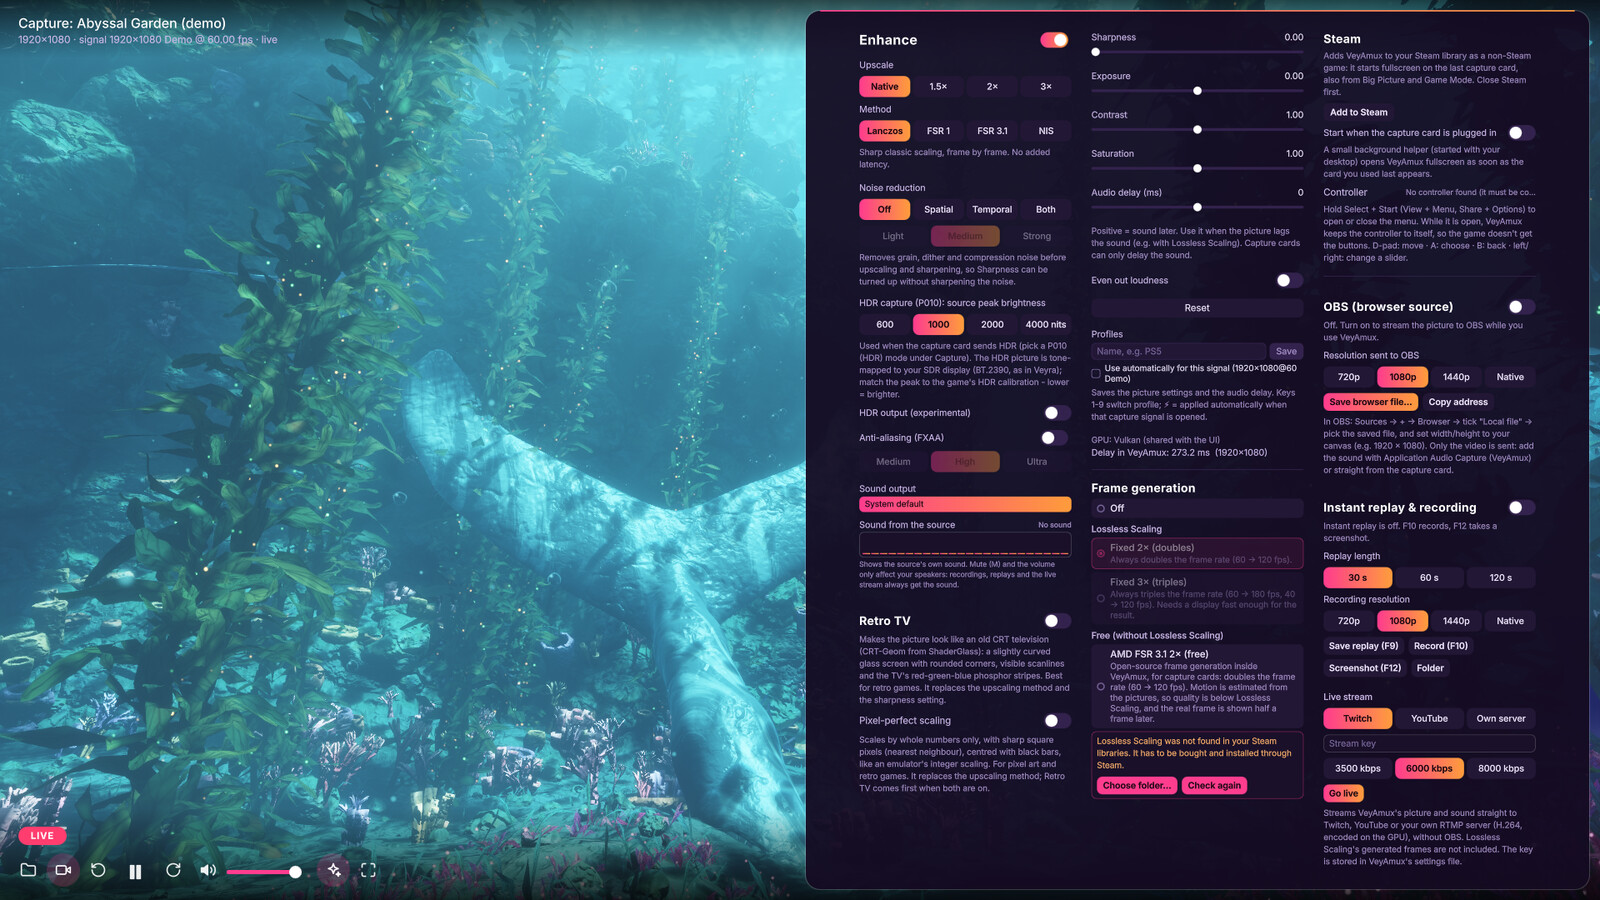 Capture: Abyssal Garden (demo)
1920×1080 · signal 1920×1080 Demo @ 60.00 fps · live
LIVE
Enhance
Upscale
Native 1.5× 2× 3×
Method
Lanczos FSR 1 FSR 3.1 NIS
Sharp classic scaling, frame by frame. No added
latency.
Noise reduction
Off Spatial Temporal Both
Light Medium Strong
Removes grain, dither and compression noise before
upscaling and sharpening, so Sharpness can be
turned up without sharpening the noise.
HDR capture (P010): source peak brightness
600 1000 2000 4000 nits
Used when the capture card sends HDR (pick a P010
(HDR) mode under Capture). The HDR picture is tone-
mapped to your SDR display (BT.2390, as in Veyra);
match the peak to the game's HDR calibration - lower
= brighter.
HDR output (experimental)
Anti-aliasing (FXAA)
Medium High Ultra
Sound output
System default
Sound from the source No sound
Shows the source's own sound. Mute (M) and the volume
only affect your speakers: recordings, replays and the live
stream always get the sound.
Retro TV
Makes the picture look like an old CRT television
(CRT-Geom from ShaderGlass): a slightly curved
glass screen with rounded corners, visible scanlines
and the TV's red-green-blue phosphor stripes. Best
for retro games. It replaces the upscaling method and
the sharpness setting.
Pixel-perfect scaling
Scales by whole numbers only, with sharp square
pixels (nearest neighbour), centred with black bars,
like an emulator's integer scaling. For pixel art and
retro games. It replaces the upscaling method; Retro
TV comes first when both are on.
Sharpness 0.00
Exposure 0.00
Contrast 1.00
Saturation 1.00
Audio delay (ms) 0
Positive = sound later. Use it when the picture lags
the sound (e.g. with Lossless Scaling). Capture cards
can only delay the sound.
Even out loudness
Reset
Profiles
Name, e.g. PS5 Save
Use automatically for this signal (1920×1080@60
Demo)
Saves the picture settings and the audio delay. Keys
1-9 switch profile; ⚡ = applied automatically when
that capture signal is opened.
GPU: Vulkan (shared with the UI)
Delay in VeyAmux: 273.2 ms (1920×1080)
Frame generation
Off
Lossless Scaling
Fixed 2× (doubles)
Always doubles the frame rate (60 → 120 fps).
Fixed 3× (triples)
Always triples the frame rate (60 → 180 fps, 40
→ 120 fps). Needs a display fast enough for the
result.
Free (without Lossless Scaling)
AMD FSR 3.1 2× (free)
Open-source frame generation inside
VeyAmux, for capture cards: doubles the frame
rate (60 → 120 fps). Motion is estimated from
the pictures, so quality is below Lossless
Scaling, and the real frame is shown half a
frame later.
Lossless Scaling was not found in your Steam
libraries. It has to be bought and installed through
Steam.
Choose folder... Check again
Steam
Adds VeyAmux to your Steam library as a non-Steam
game: it starts fullscreen on the last capture card,
also from Big Picture and Game Mode. Close Steam
first.
Add to Steam
Start when the capture card is plugged in
A small background helper (started with your
desktop) opens VeyAmux fullscreen as soon as the
card you used last appears.
Controller No controller found (it must be co...
Hold Select + Start (View + Menu, Share + Options) to
open or close the menu. While it is open, VeyAmux
keeps the controller to itself, so the game doesn't get
the buttons. D-pad: move · A: choose · B: back · left/
right: change a slider.
OBS (browser source)
Off. Turn on to stream the picture to OBS while you
use VeyAmux.
Resolution sent to OBS
720p 1080p 1440p Native
Save browser file... Copy address
In OBS: Sources → + → Browser → tick "Local file" →
pick the saved file, and set width/height to your
canvas (e.g. 1920 × 1080). Only the video is sent: add
the sound with Application Audio Capture (VeyAmux)
or straight from the capture card.
Instant replay & recording
Instant replay is off. F10 records, F12 takes a
screenshot.
Replay length
30 s 60 s 120 s
Recording resolution
720p 1080p 1440p Native
Save replay (F9) Record (F10)
Screenshot (F12) Folder
Live stream
Twitch YouTube Own server
Stream key
3500 kbps 6000 kbps 8000 kbps
Go live
Streams VeyAmux's picture and sound straight to
Twitch, YouTube or your own RTMP server (H.264,
encoded on the GPU), without OBS. Lossless
Scaling's generated frames are not included. The key
is stored in VeyAmux's settings file.